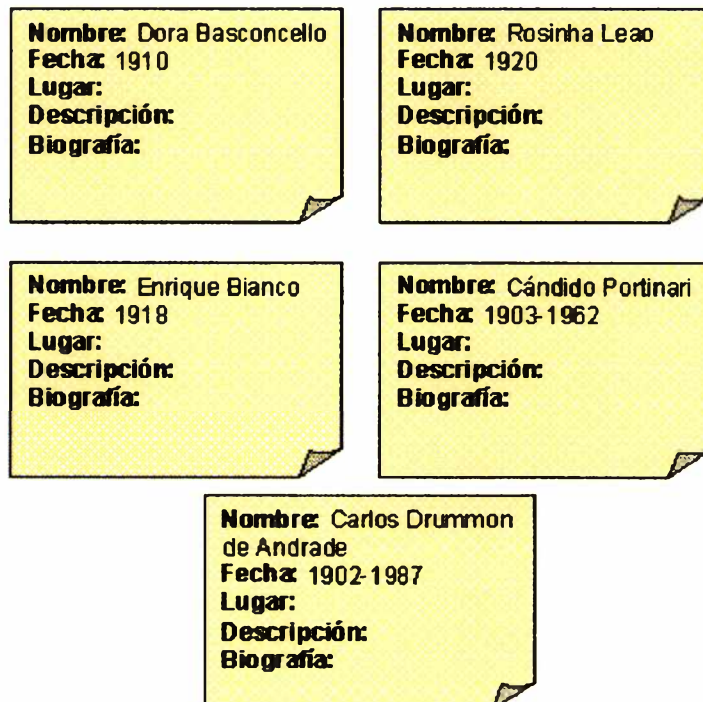 Nombre: Dora Basconcello
Fecha: 1910
Lugar:
Descripción:
Biografía:
Nombre: Rosinha Leao
Fecha: 1920
Lugar:
Descripción:
Biografía:
Nombre: Enrique Bianco
Fecha: 1918
Lugar:
Descripción:
Biografía:
Nombre: Cándido Portinari
Fecha: 1903-1962
Lugar:
Descripción:
Biografía:
Nombre: Carlos Drummon
de Andrade
Fecha: 1902-1987
Lugar:
Descripción:
Biografía: